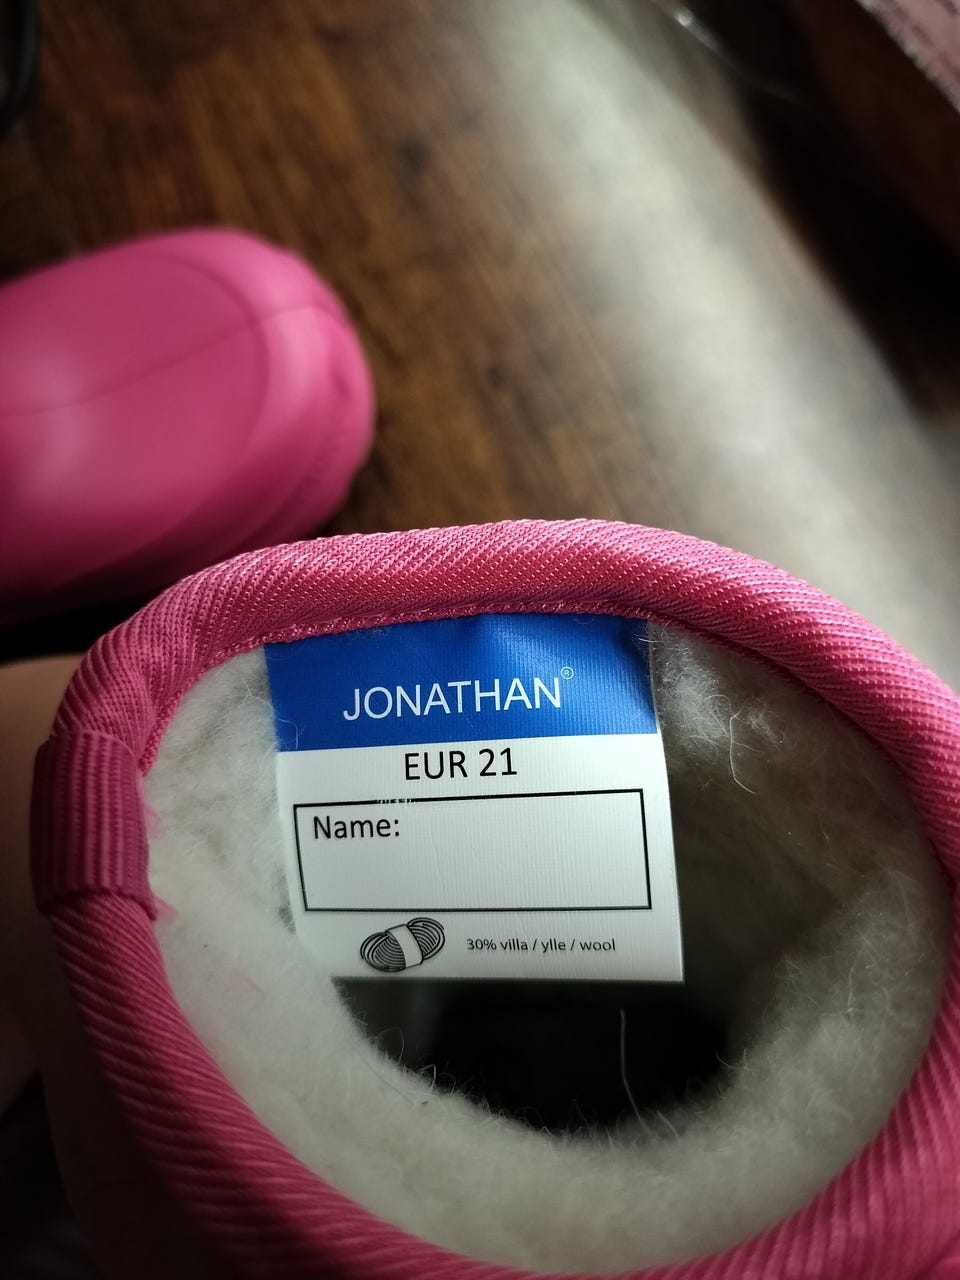 JONATHAN®
EUR 21
Name:
30% villa / ylle / wool